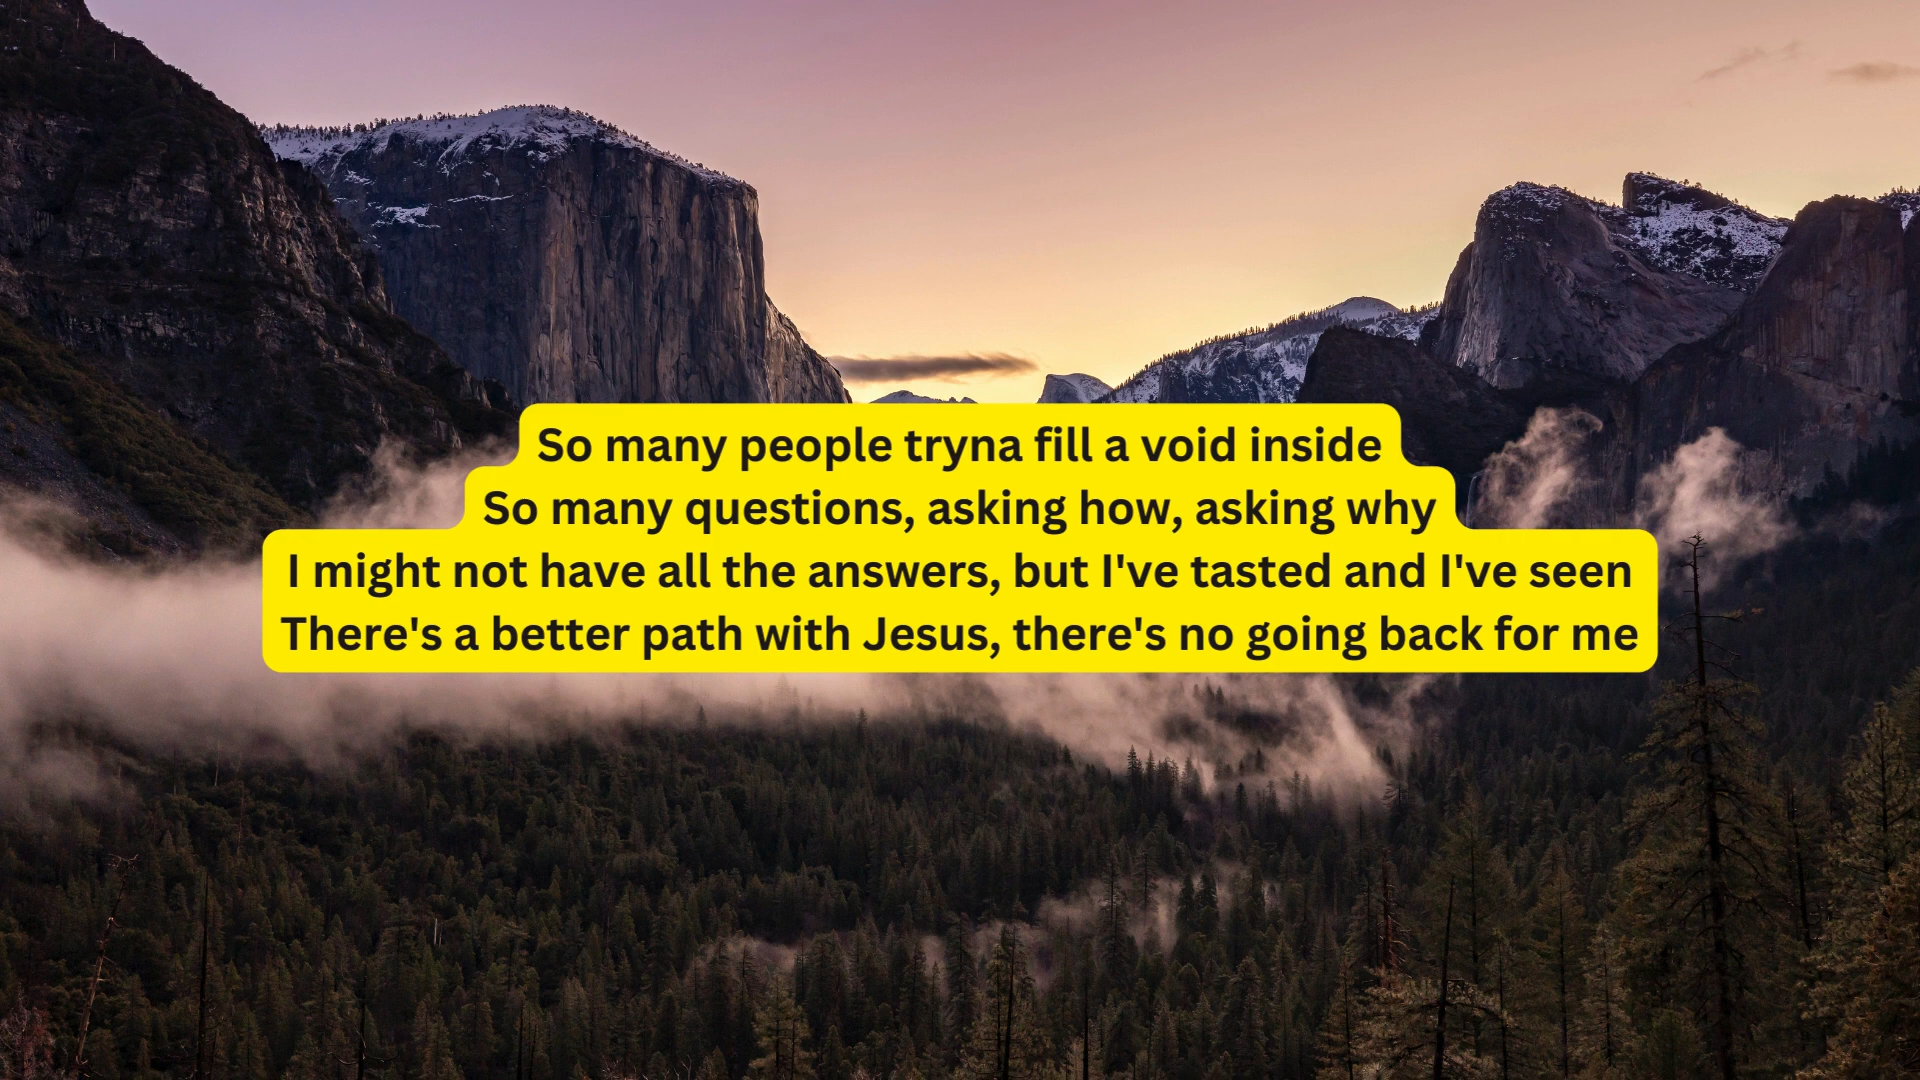 So many people tryna fill a void inside
So many questions, asking how, asking why
I might not have all the answers, but I've tasted and I've seen
There's a better path with Jesus, there's no going back for me